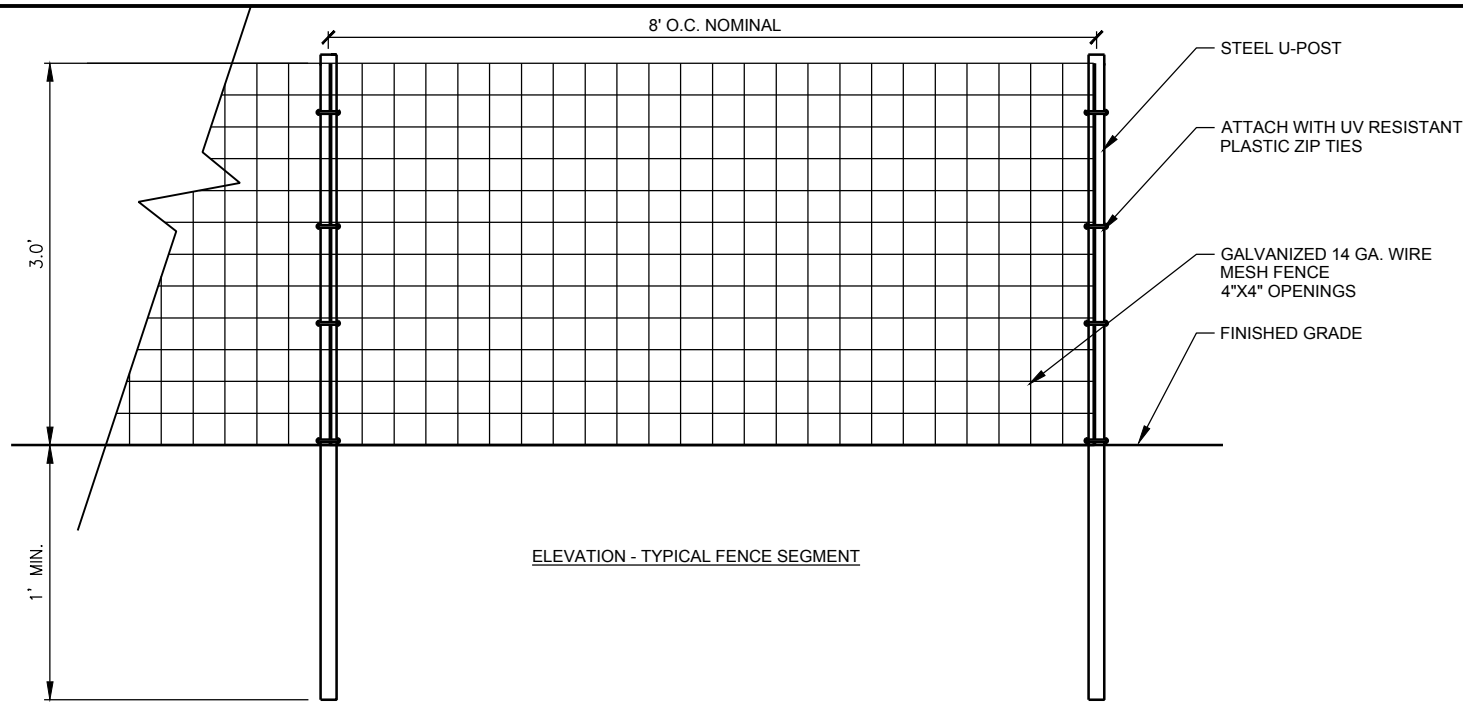 8' O.C. NOMINAL
STEEL U-POST
ATTACH WITH UV RESISTANT
PLASTIC ZIP TIES
3.0'
GALVANIZED 14 GA. WIRE
MESH FENCE
4"X4" OPENINGS
FINISHED GRADE
1' MIN.
ELEVATION - TYPICAL FENCE SEGMENT